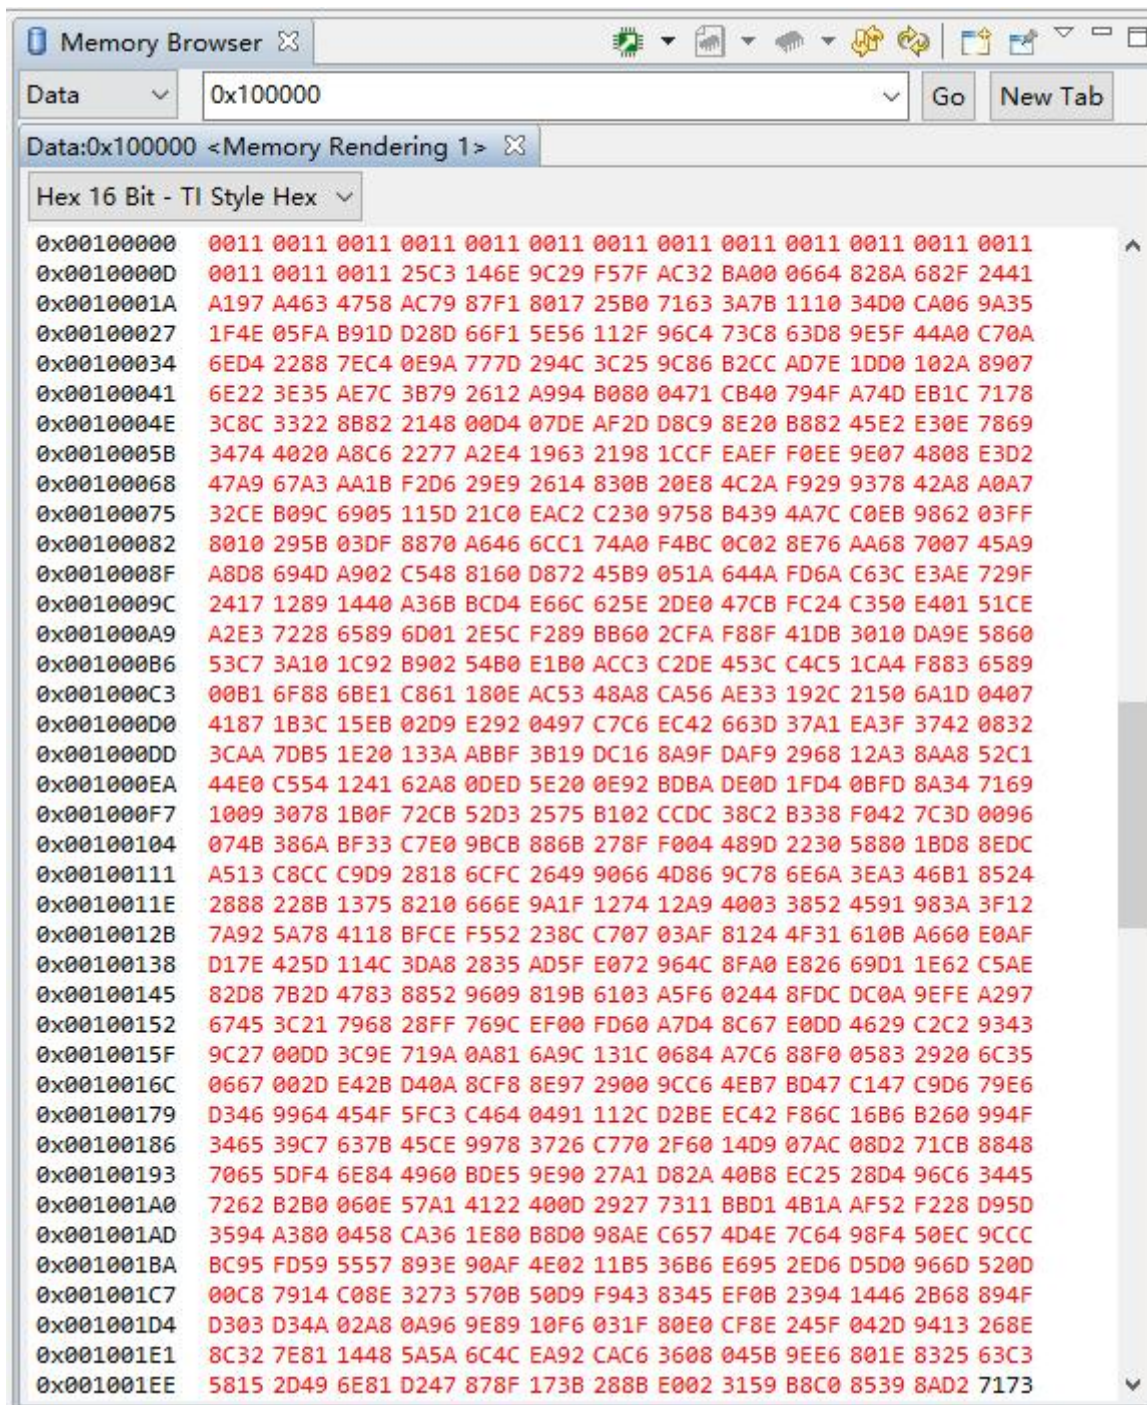 Memory Browser
Data 0x100000 Go New Tab
Data:0x100000 <Memory Rendering 1>
Hex 16 Bit - TI Style Hex
0x00100000 0011 0011 0011 0011 0011 0011 0011 0011 0011 0011 0011 0011 0011
0x0010000D 0011 0011 0011 25C3 146E 9C29 F57F AC32 BA00 0664 828A 682F 2441
0x0010001A A197 A463 4758 AC79 87F1 8017 25B0 7163 3A7B 1110 34D0 CA06 9A35
0x00100027 1F4E 05FA B91D D28D 66F1 5E56 112F 96C4 73C8 63D8 9E5F 44A0 C70A
0x00100034 6ED4 2288 7EC4 0E9A 777D 294C 3C25 9C86 B2CC AD7E 1DD0 102A 8907
0x00100041 6E22 3E35 AE7C 3B79 2612 A994 B080 0471 CB40 794F A74D EB1C 7178
0x0010004E 3C8C 3322 8B82 2148 00D4 07DE AF2D D8C9 8E20 B882 45E2 E30E 7869
0x0010005B 3474 4020 A8C6 2277 A2E4 1963 2198 1CCF EAEF F0EE 9E07 4808 E3D2
0x00100068 47A9 67A3 AA1B F2D6 29E9 2614 830B 20E8 4C2A F929 9378 42A8 A0A7
0x00100075 32CE B09C 6905 115D 21C0 EAC2 C230 9758 B439 4A7C C0EB 9862 03FF
0x00100082 8010 295B 03DF 8870 A646 6CC1 74A0 F4BC 0C02 8E76 AA68 7007 45A9
0x0010008F A8D8 694D A902 C548 8160 D872 45B9 051A 644A FD6A C63C E3AE 729F
0x0010009C 2417 1289 1440 A36B BCD4 E66C 625E 2DE0 47CB FC24 C350 E401 51CE
0x001000A9 A2E3 7228 6589 6D01 2E5C F289 BB60 2CFA F88F 41DB 3010 DA9E 5860
0x001000B6 53C7 3A10 1C92 B902 54B0 E1B0 ACC3 C2DE 453C C4C5 1CA4 F883 6589
0x001000C3 00B1 6F88 6BE1 C861 180E AC53 48A8 CA56 AE33 192C 2150 6A1D 0407
0x001000D0 4187 1B3C 15EB 02D9 E292 0497 C7C6 EC42 663D 37A1 EA3F 3742 0832
0x001000DD 3CAA 7DB5 1E20 133A ABBF 3B19 DC16 8A9F DAF9 2968 12A3 8AA8 52C1
0x001000EA 44E0 C554 1241 62A8 0DED 5E20 0E92 BDBA DE0D 1FD4 0BFD 8A34 7169
0x001000F7 1009 3078 1B0F 72CB 52D3 2575 B102 CCDC 38C2 B338 F042 7C3D 0096
0x00100104 074B 386A BF33 C7E0 9BCB 886B 278F F004 489D 2230 5880 1BD8 8EDC
0x00100111 A513 C8CC C9D9 2818 6CFC 2649 9066 4D86 9C78 6E6A 3EA3 46B1 8524
0x0010011E 2888 228B 1375 8210 666E 9A1F 1274 12A9 4003 3852 4591 983A 3F12
0x0010012B 7A92 5A78 4118 BFCE F552 238C C707 03AF 8124 4F31 610B A660 E0AF
0x00100138 D17E 425D 114C 3DA8 2835 AD5F E072 964C 8FA0 E826 69D1 1E62 C5AE
0x00100145 82D8 7B2D 4783 8852 9609 819B 6103 A5F6 0244 8FDC DC0A 9EFE A297
0x00100152 6745 3C21 7968 28FF 769C EF00 FD60 A7D4 8C67 E0DD 4629 C2C2 9343
0x0010015F 9C27 00DD 3C9E 719A 0A81 6A9C 131C 0684 A7C6 88F0 0583 2920 6C35
0x0010016C 0667 002D E42B D40A 8CF8 8E97 2900 9CC6 4EB7 BD47 C147 C9D6 79E6
0x00100179 D346 9964 454F 5FC3 C464 0491 112C D2BE EC42 F86C 16B6 B260 994F
0x00100186 3465 39C7 637B 45CE 9978 3726 C770 2F60 14D9 07AC 08D2 71CB 8848
0x00100193 7065 5DF4 6E84 4960 BDE5 9E90 27A1 D82A 40B8 EC25 28D4 96C6 3445
0x001001A0 7262 B2B0 060E 57A1 4122 400D 2927 7311 BBD1 4B1A AF52 F228 D95D
0x001001AD 3594 A380 0458 CA36 1E80 B8D0 98AE C657 4D4E 7C64 98F4 50EC 9CCC
0x001001BA BC95 FD59 5557 893E 90AF 4E02 11B5 36B6 E695 2ED6 D5D0 966D 520D
0x001001C7 00C8 7914 C08E 3273 570B 50D9 F943 8345 EF0B 2394 1446 2B68 894F
0x001001D4 D303 D34A 02A8 0A96 9E89 10F6 031F 80E0 CF8E 245F 042D 9413 268E
0x001001E1 8C32 7E81 1448 5A5A 6C4C EA92 CAC6 3608 045B 9EE6 801E 8325 63C3
0x001001EE 5815 2D49 6E81 D247 878F 173B 288B E002 3159 B8C0 8539 8AD2 7173